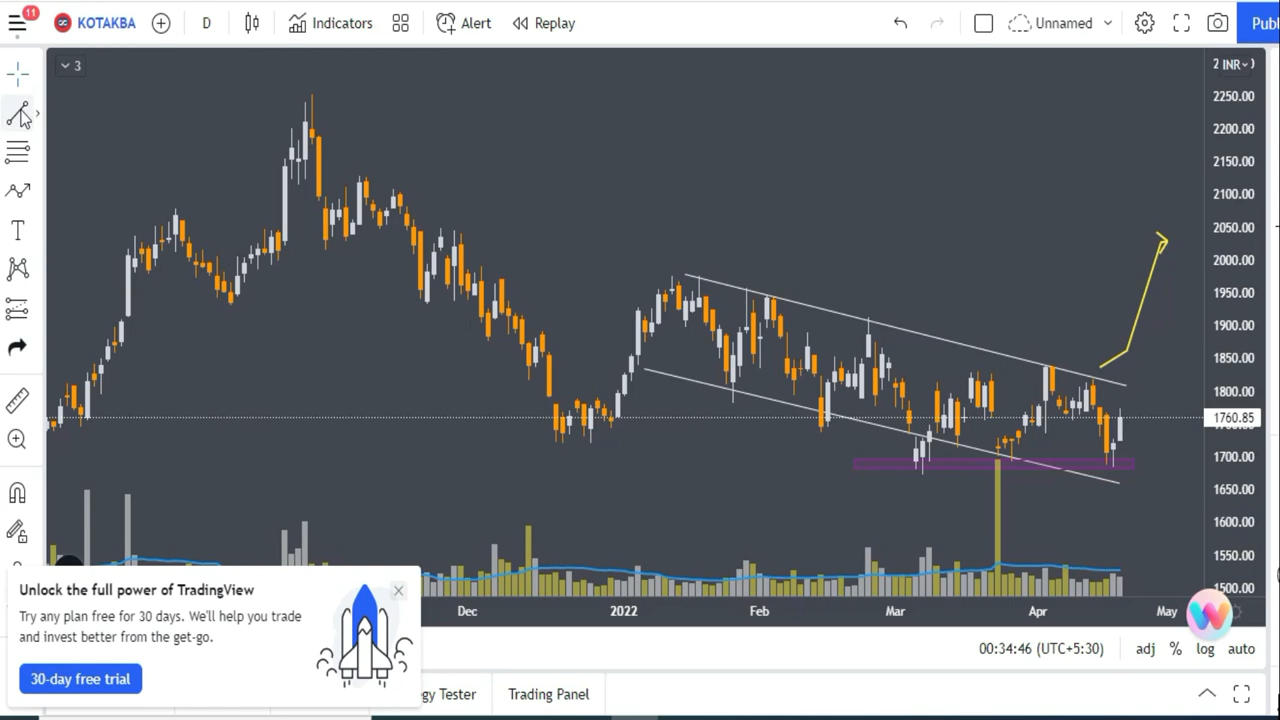 11
KOTAKBA
D
Indicators
Alert
Replay
Unnamed
Publ
3
INR
2250.00
2200.00
2150.00
2100.00
2050.00
2000.00
1950.00
1900.00
1850.00
1800.00
1760.85
1700.00
1650.00
1600.00
1550.00
1500.00
Unlock the full power of TradingView
Try any plan free for 30 days. We'll help you trade
and invest better from the get-go.
30-day free trial
Dec 2022 Feb Mar Apr May
00:34:46 (UTC+5:30) adj % log auto
gy Tester Trading Panel